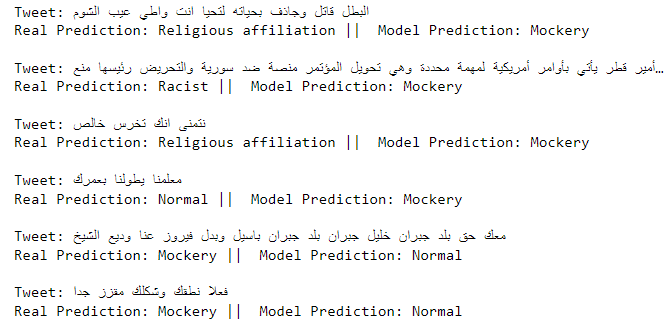 Tweet: البطل قاتل وجاذف بحياته لتحيا انت واطي عيب الشوم
Real Prediction: Religious affiliation || Model Prediction: Mockery
Tweet: أمير قطر يأتي بأوامر أمريكية لمهمة محددة وهي تحويل المؤتمر منصة ضد سورية والتحريض رئيسها منع…
Real Prediction: Racist || Model Prediction: Mockery
Tweet: نتمنى انك تخرس خالص
Real Prediction: Religious affiliation || Model Prediction: Mockery
Tweet: معلمنا يطولنا بعمرك
Real Prediction: Normal || Model Prediction: Mockery
Tweet: معك حق بلد جبران خليل جبران بلد جبران باسيل وبدل فيروز عنا وديع الشيخ
Real Prediction: Mockery || Model Prediction: Normal
Tweet: فعلا نطقك وشكلك مقزز جدا
Real Prediction: Mockery || Model Prediction: Normal